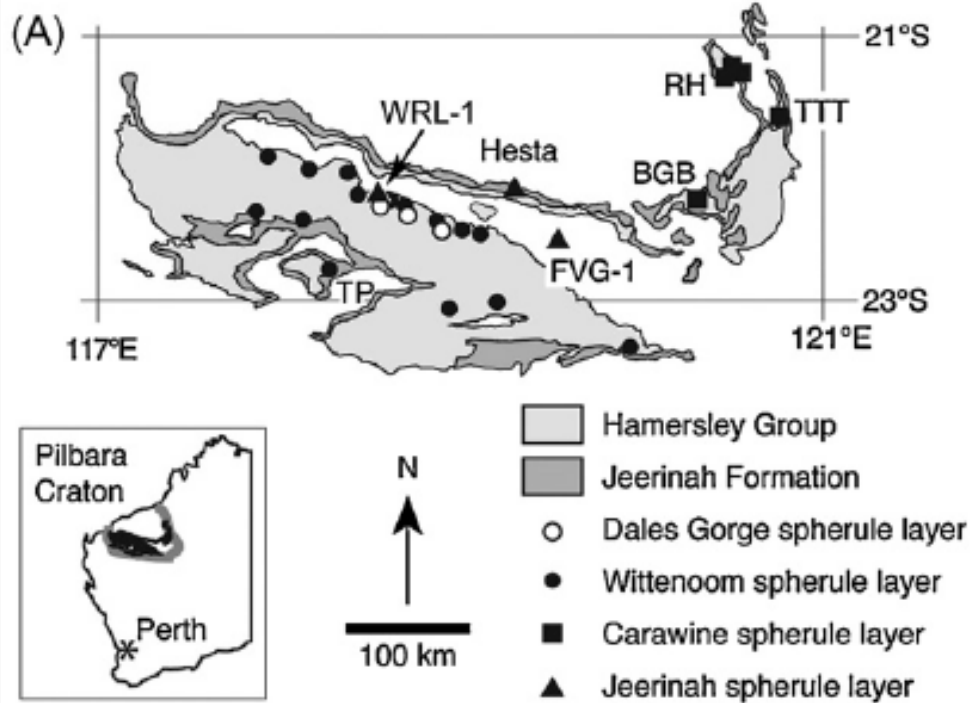 (A)
21°S
RH
TTT
WRL-1
Hesta
BGB
FVG-1
TP
23°S
117°E
121°E
Pilbara
Craton
Perth
N
100 km
Hamersley Group
Jeerinah Formation
Dales Gorge spherule layer
Wittenoom spherule layer
Carawine spherule layer
Jeerinah spherule layer